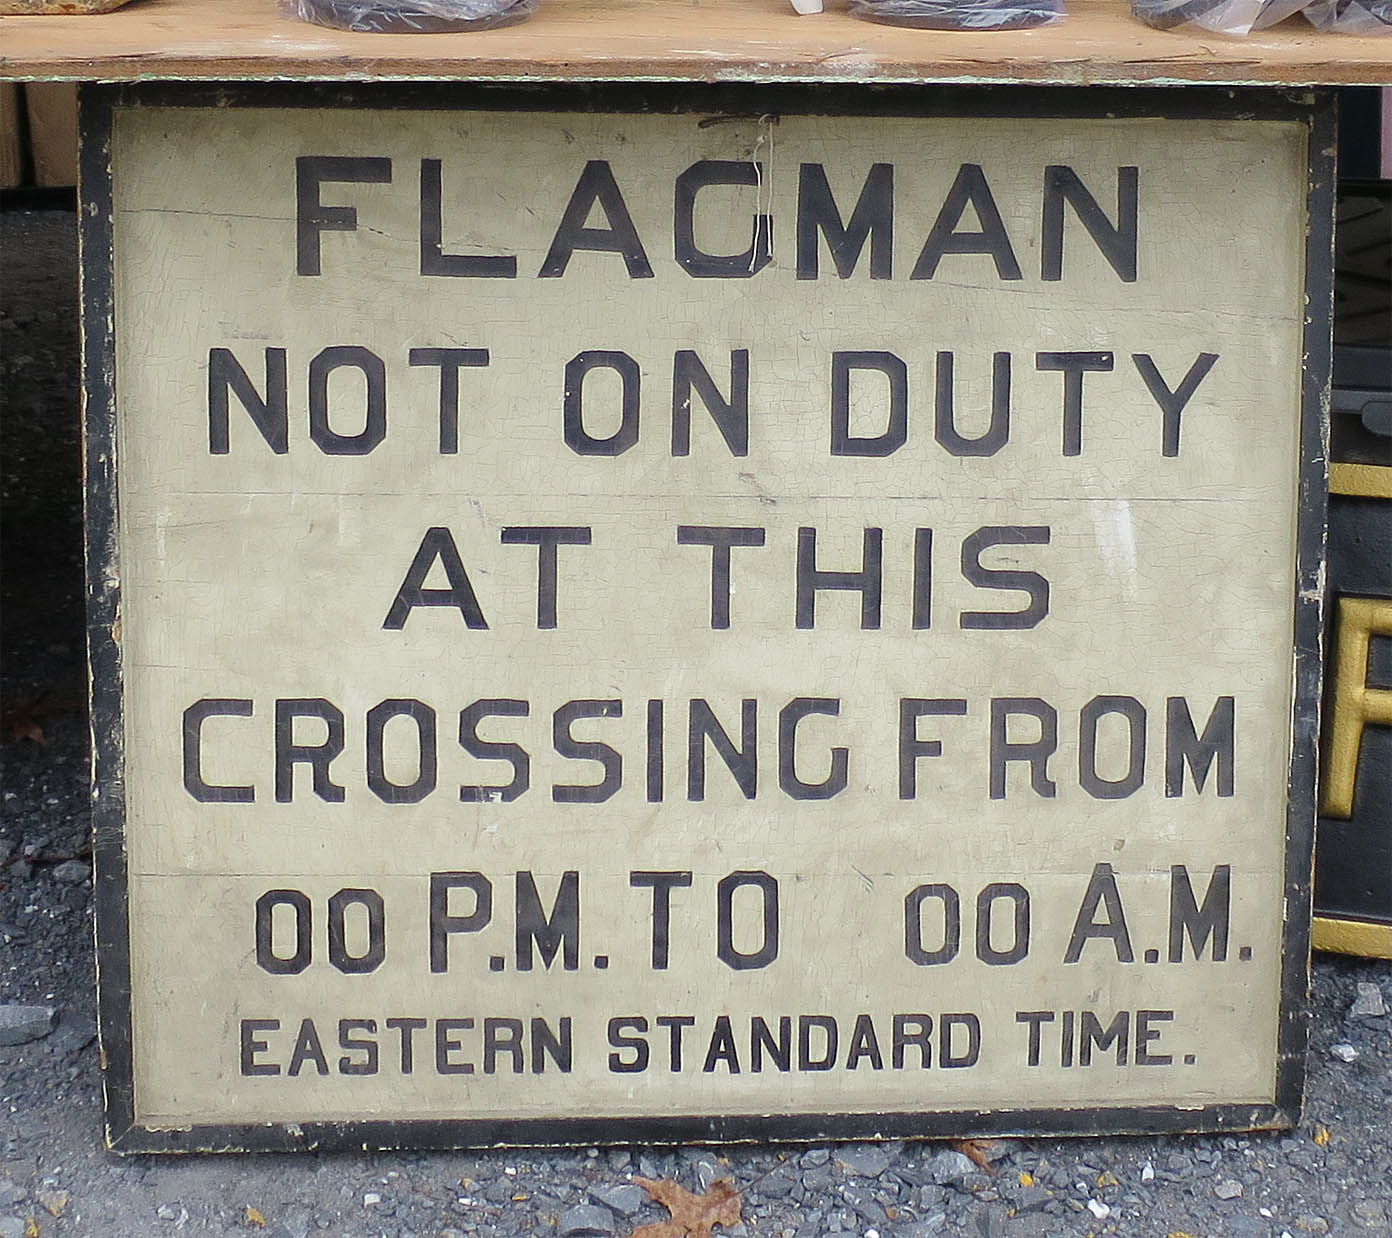 FLAGMAN
NOT ON DUTY
AT THIS
CROSSING FROM
00 P.M. TO 00 A.M.
EASTERN STANDARD TIME.
F